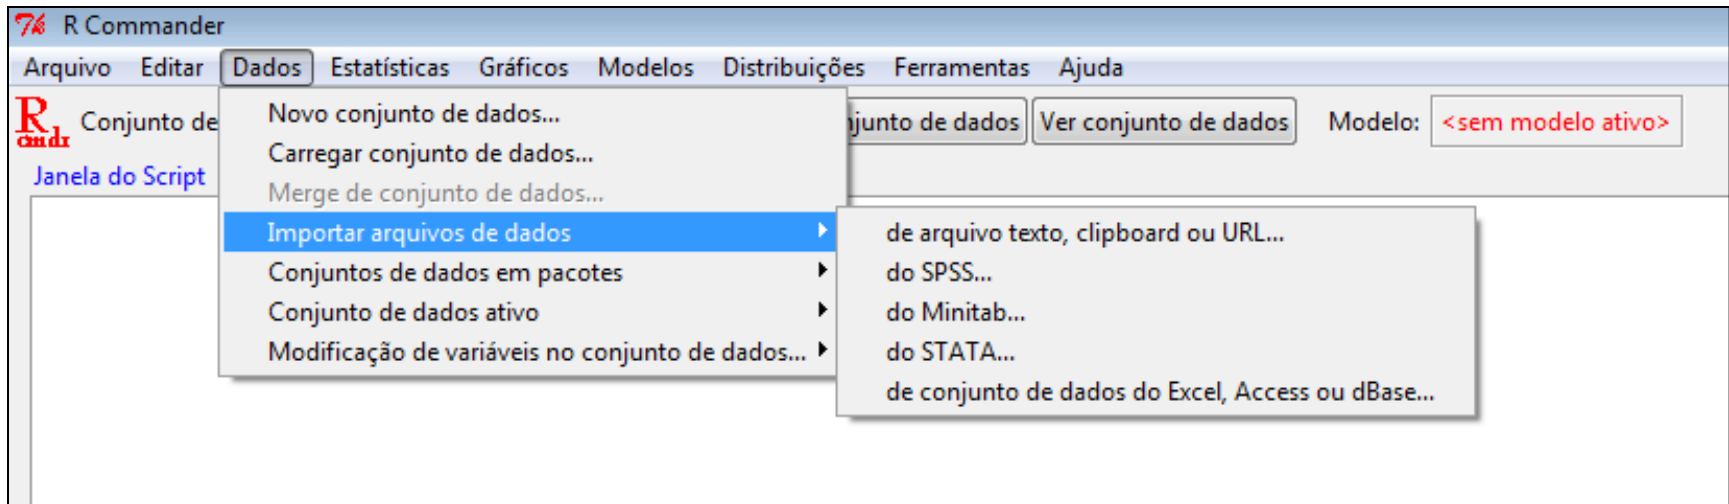 R Commander
Arquivo Editar Dados Estatísticas Gráficos Modelos Distribuições Ferramentas Ajuda
R cmdr Conjunto de de dados Ver conjunto de dados Modelo: <sem modelo ativo>
Janela do Script
Novo conjunto de dados...
Carregar conjunto de dados...
Merge de conjunto de dados...
Importar arquivos de dados
Conjuntos de dados em pacotes
Conjunto de dados ativo
Modificação de variáveis no conjunto de dados...
de arquivo texto, clipboard ou URL...
do SPSS...
do Minitab...
do STATA...
de conjunto de dados do Excel, Access ou dBase...